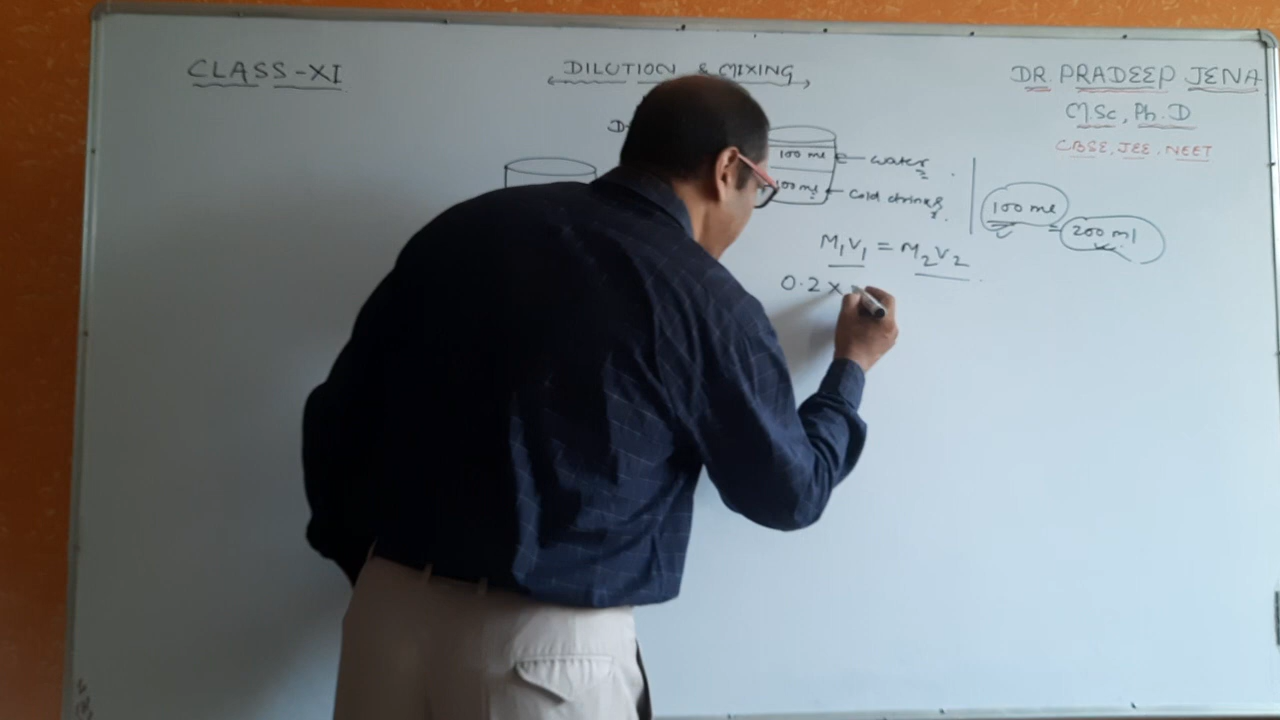 CLASS-XI
DILUTION & MIXING
DR. PRADEEP JENA
M.Sc, Ph.D
CBSE, JEE, NEET
100 ml
water
100 ml
cold drinks
100 ml
200 ml
M₁V₁ = M₂V₂
0.2 ×